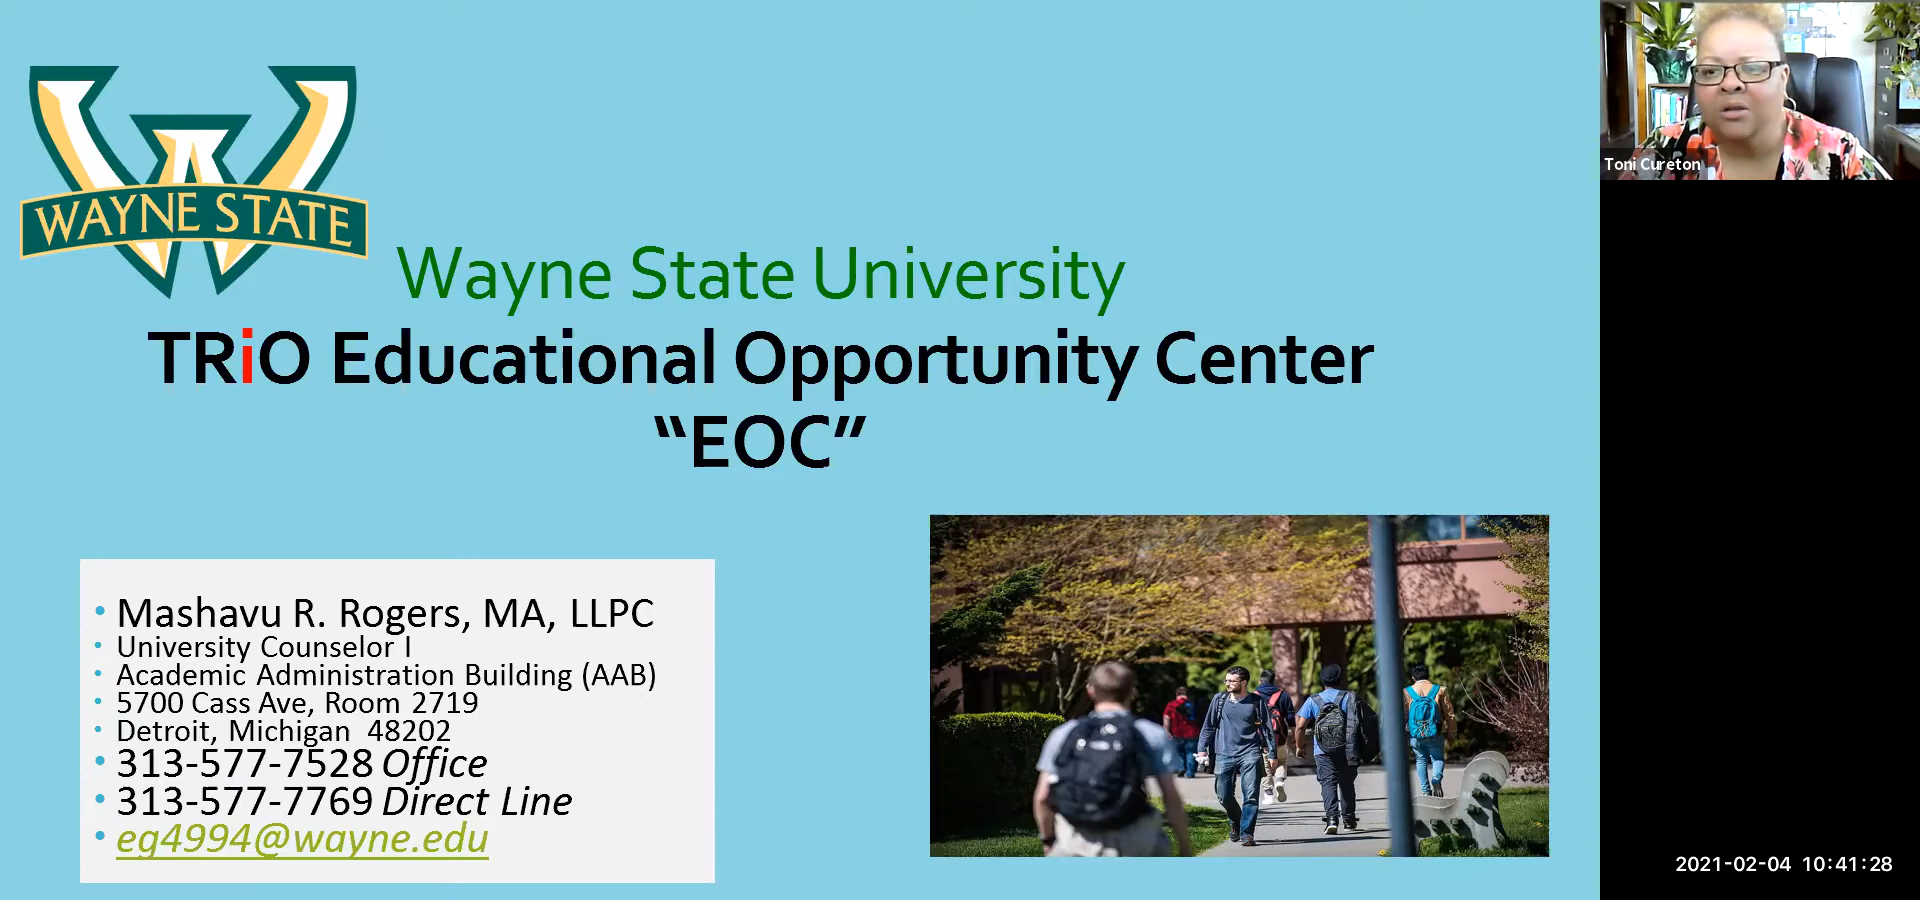 WAYNE STATE
Wayne State University
TRiO Educational Opportunity Center
“EOC”
• Mashavu R. Rogers, MA, LLPC
• University Counselor I
• Academic Administration Building (AAB)
• 5700 Cass Ave, Room 2719
• Detroit, Michigan 48202
• 313-577-7528 Office
• 313-577-7769 Direct Line
• eg4994@wayne.edu
Toni Cureton
2021-02-04 10:41:28